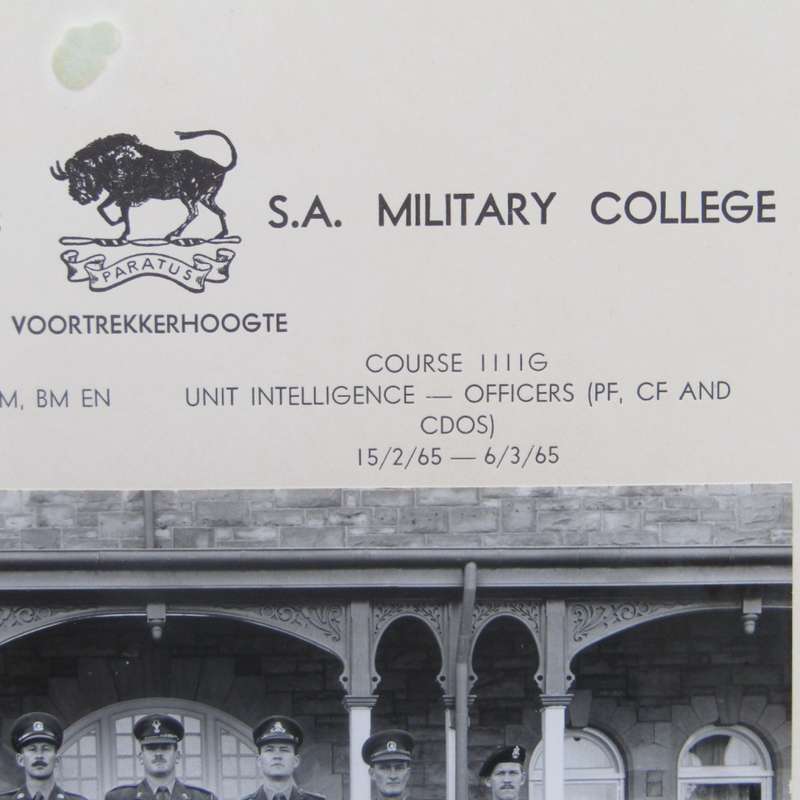 PARATUS
S.A. MILITARY COLLEGE
VOORTREKKERHOOGTE
COURSE 1111G
M, BM EN
UNIT INTELLIGENCE — OFFICERS (PF, CF AND
CDOS)
15/2/65 — 6/3/65